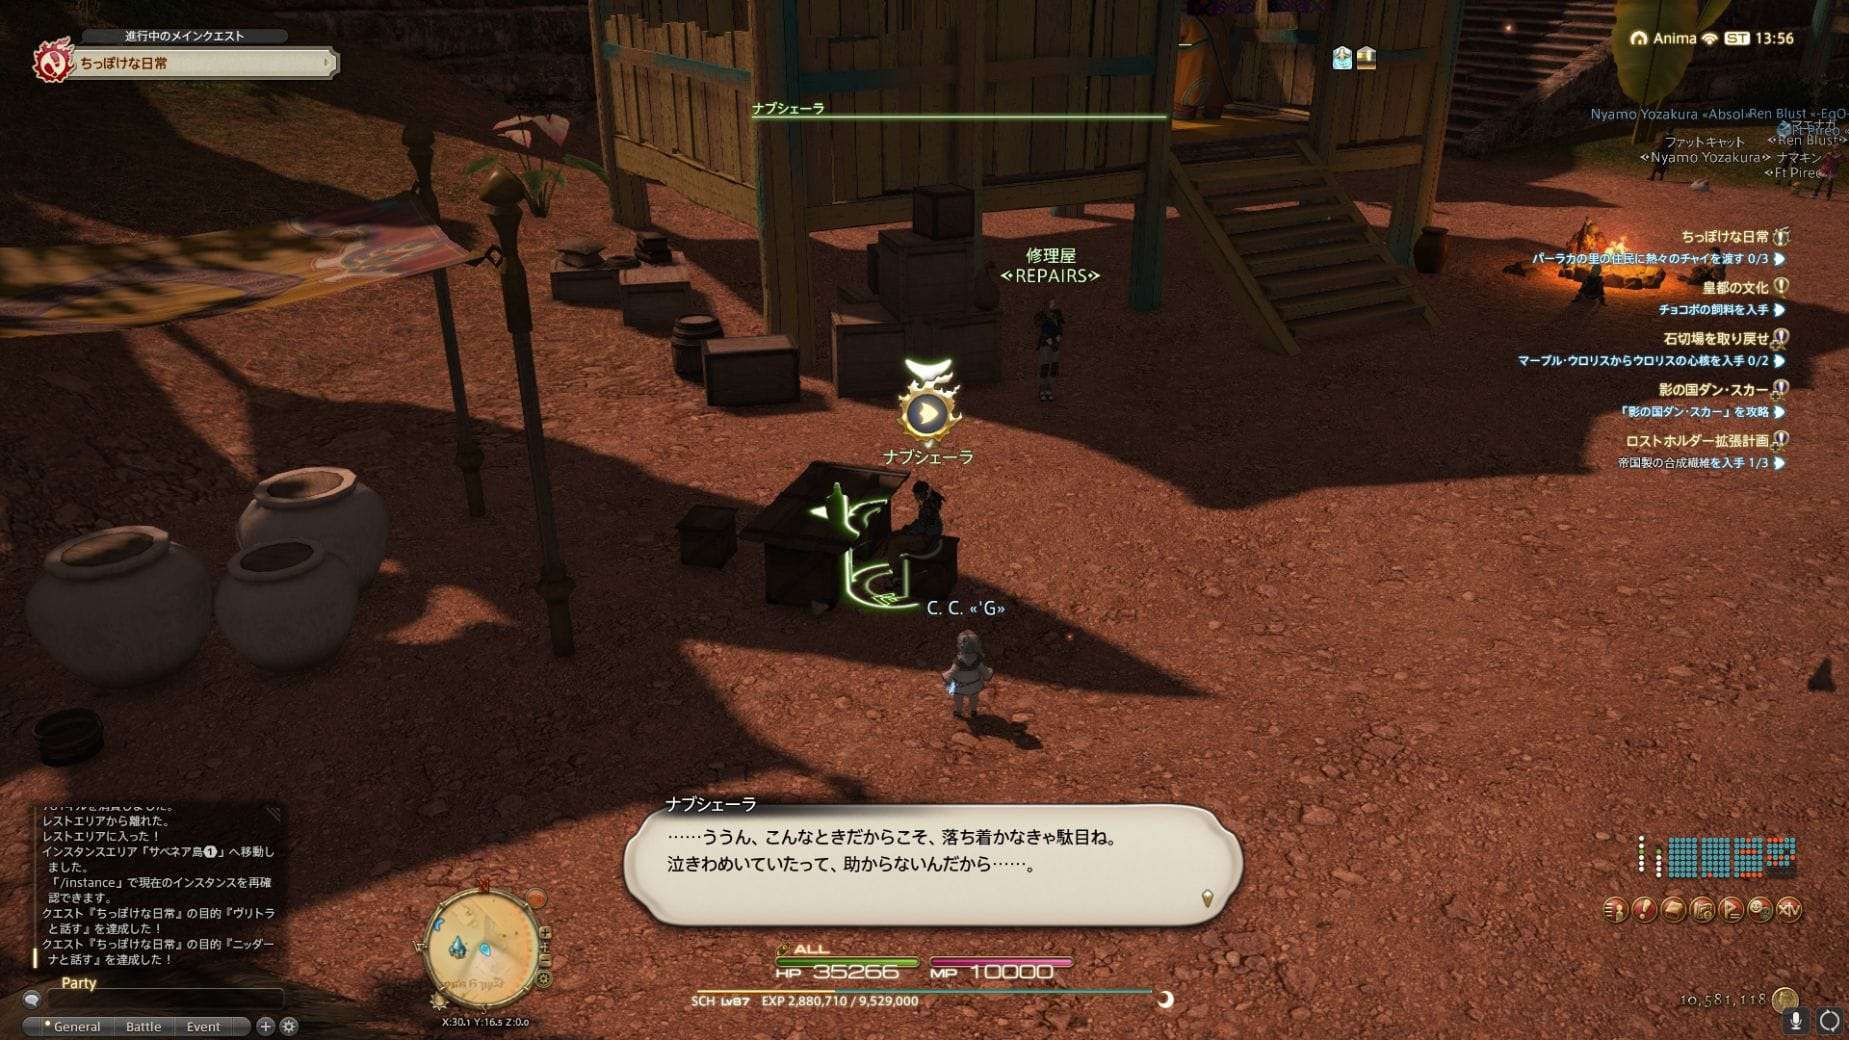 進行中のメインクエスト
ちっぽけな日常
Anima ST 13:56
ナブシェーラ
Nyamo Yozakura «Absol»
Ren Blust
マエナガ
ファットキャット
«Ren Blust»
«Nyamo Yozakura»
ナマキン
«Ft Pireo
修理屋
«REPAIRS»
ちっぽけな日常
パーラカの里の住民に熱々のチャイを渡す 0/3
皇都の文化
チョコボの飼料を入手
石切場を取り戻せ
マーブル・ウロリスからウロリスの心核を入手 0/2
影の国ダン・スカー
「影の国ダン・スカー」を攻略
ロストホルダー拡張計画
帝国製の合成繊維を入手 1/3
ナブシェーラ
C. C. «'G»
ナブシェーラ
……ううん、こんなときだからこそ、落ち着かなきゃ駄目ね。
泣きわめいていたって、助からないんだから……。
レストエリアから離れた。
レストエリアに入った！
インスタンスエリア「サベネア島1」へ移動し
ました。
「/instance」で現在のインスタンスを再確
認できます。
クエスト『ちっぽけな日常』の目的『ヴリトラ
と話す』を達成した！
クエスト『ちっぽけな日常』の目的『ニッダー
ナと話す』を達成した！
Party
General Battle Event
X:30.1 Y:16.5 Z:0.0
ALL
HP 35266 MP 10000
SCH Lv87 EXP 2,880,710 / 9,529,000
XIV
10,581,118